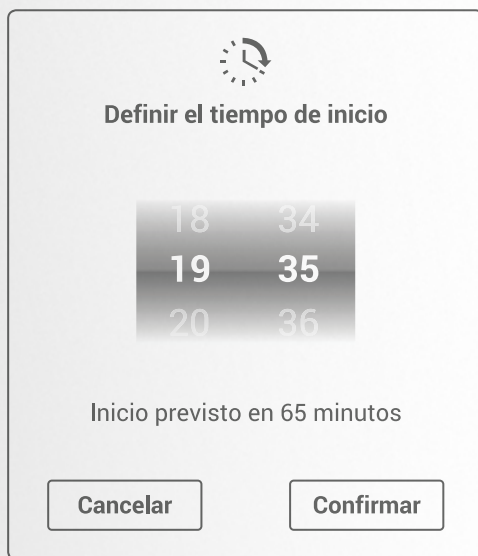 Definir el tiempo de inicio
18 34
19 35
20 36
Inicio previsto en 65 minutos
Cancelar Confirmar